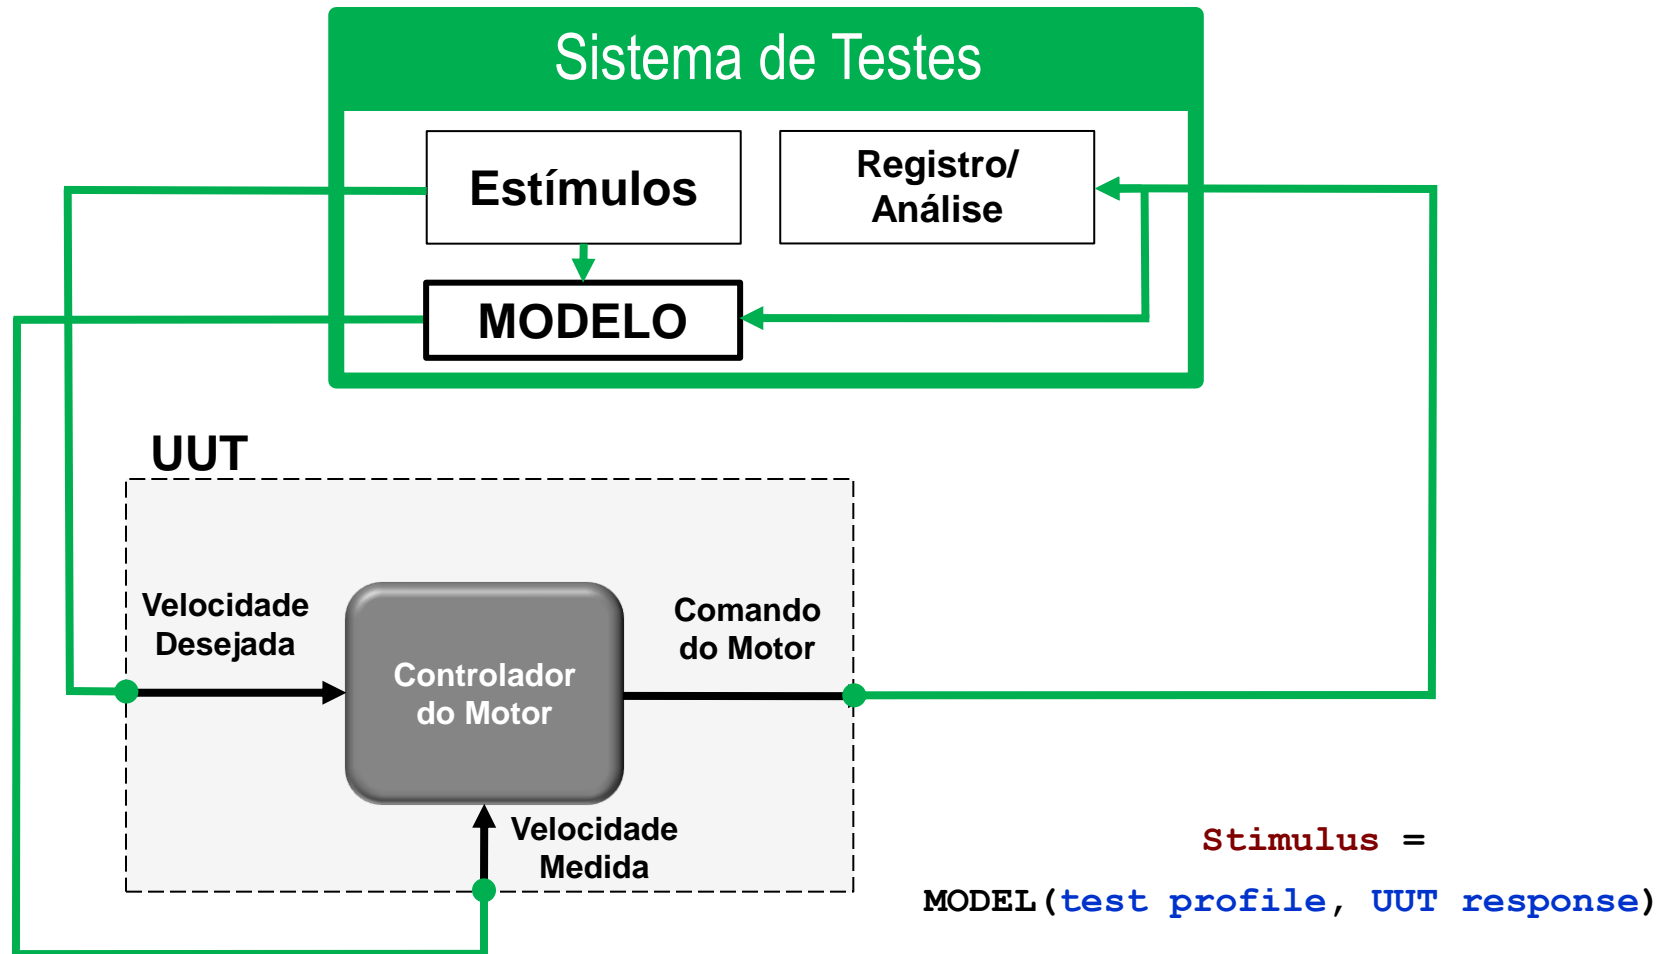 Sistema de Testes
Estímulos
Registro/
Análise
MODELO
UUT
Velocidade
Desejada
Controlador
do Motor
Comando
do Motor
Velocidade
Medida
Stimulus =
MODEL(test profile, UUT response)